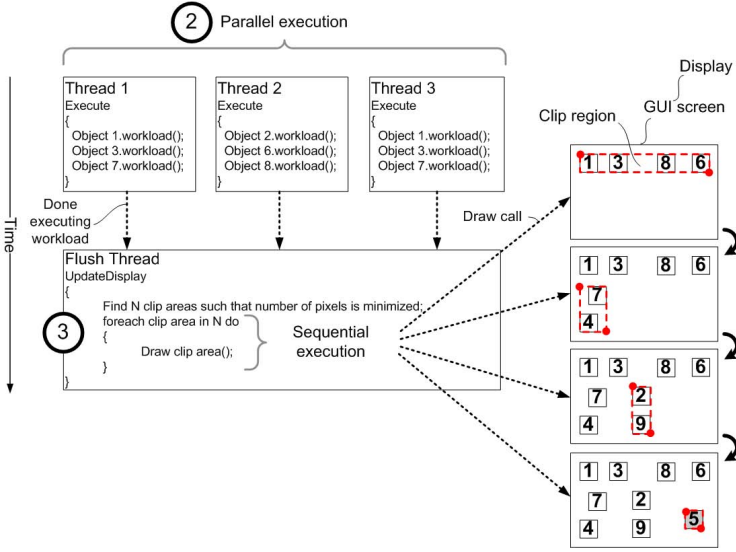 2 Parallel execution
Thread 1
Execute
{
Object 1.workload();
Object 3.workload();
Object 7.workload();
}
Thread 2
Execute
{
Object 2.workload();
Object 6.workload();
Object 8.workload();
}
Thread 3
Execute
{
Object 1.workload();
Object 3.workload();
Object 7.workload();
}
Time
Done
executing
workload
Flush Thread
UpdateDisplay
{
Find N clip areas such that number of pixels is minimized;
foreach clip area in N do
{
Draw clip area();
}
}
3
Sequential
execution
Draw call
Display
GUI screen
Clip region
1 3 8 6
1 3 8 6
7
4
1 3 8 6
7 2
4 9
1 3 8 6
7 2
4 9 5